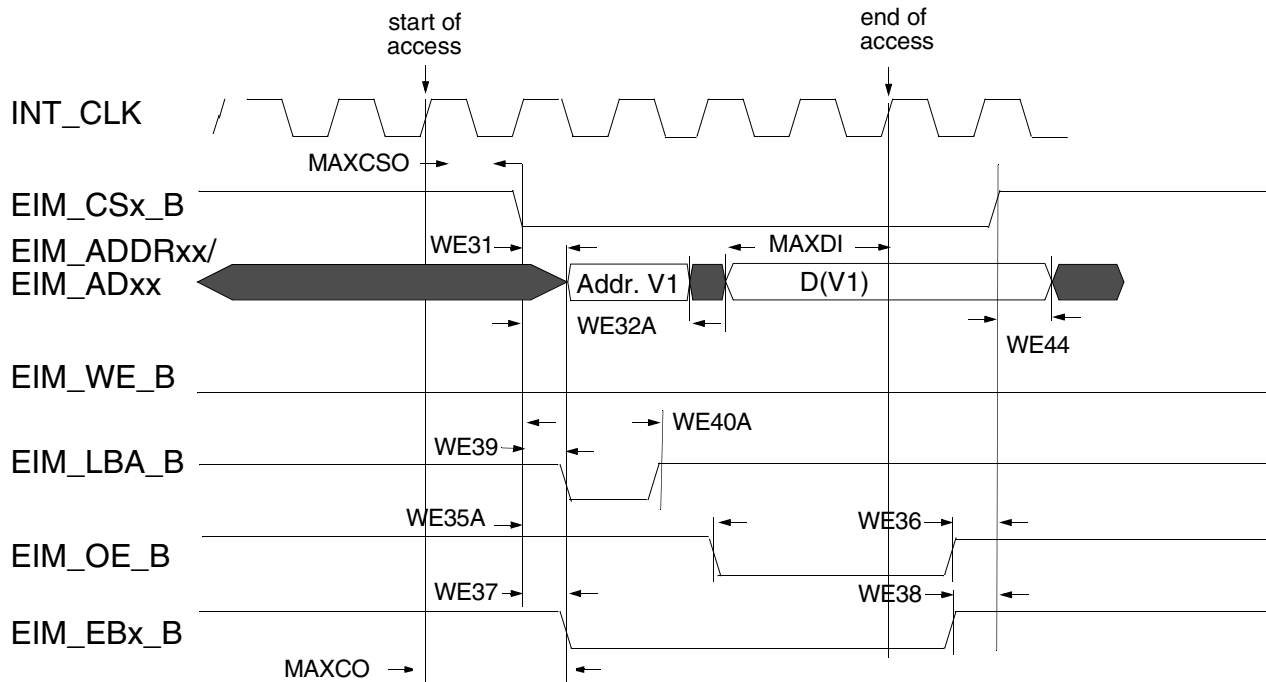 start of
access
end of
access
INT_CLK
MAXCSO
EIM_CSx_B
EIM_ADDRxx/
EIM_ADxx
WE31
MAXDI
Addr. V1
D(V1)
WE32A
WE44
EIM_WE_B
WE40A
WE39
EIM_LBA_B
WE35A
WE36
EIM_OE_B
WE37
WE38
EIM_EBx_B
MAXCO